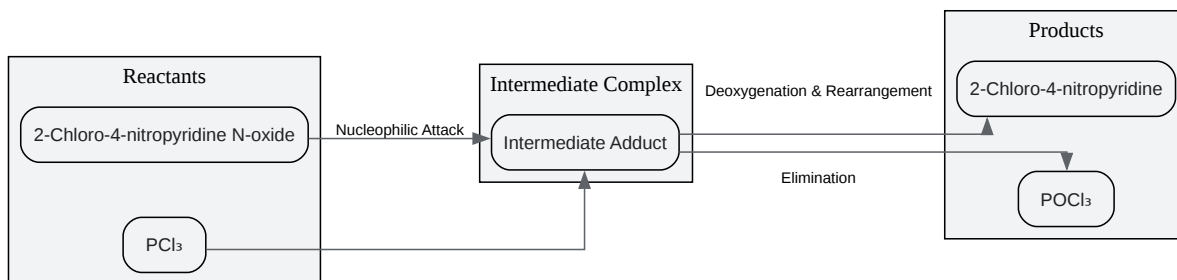 Reactants
2-Chloro-4-nitropyridine N-oxide
PCl₃
Nucleophilic Attack
Intermediate Complex
Intermediate Adduct
Deoxygenation & Rearrangement
Elimination
Products
2-Chloro-4-nitropyridine
POCl₃